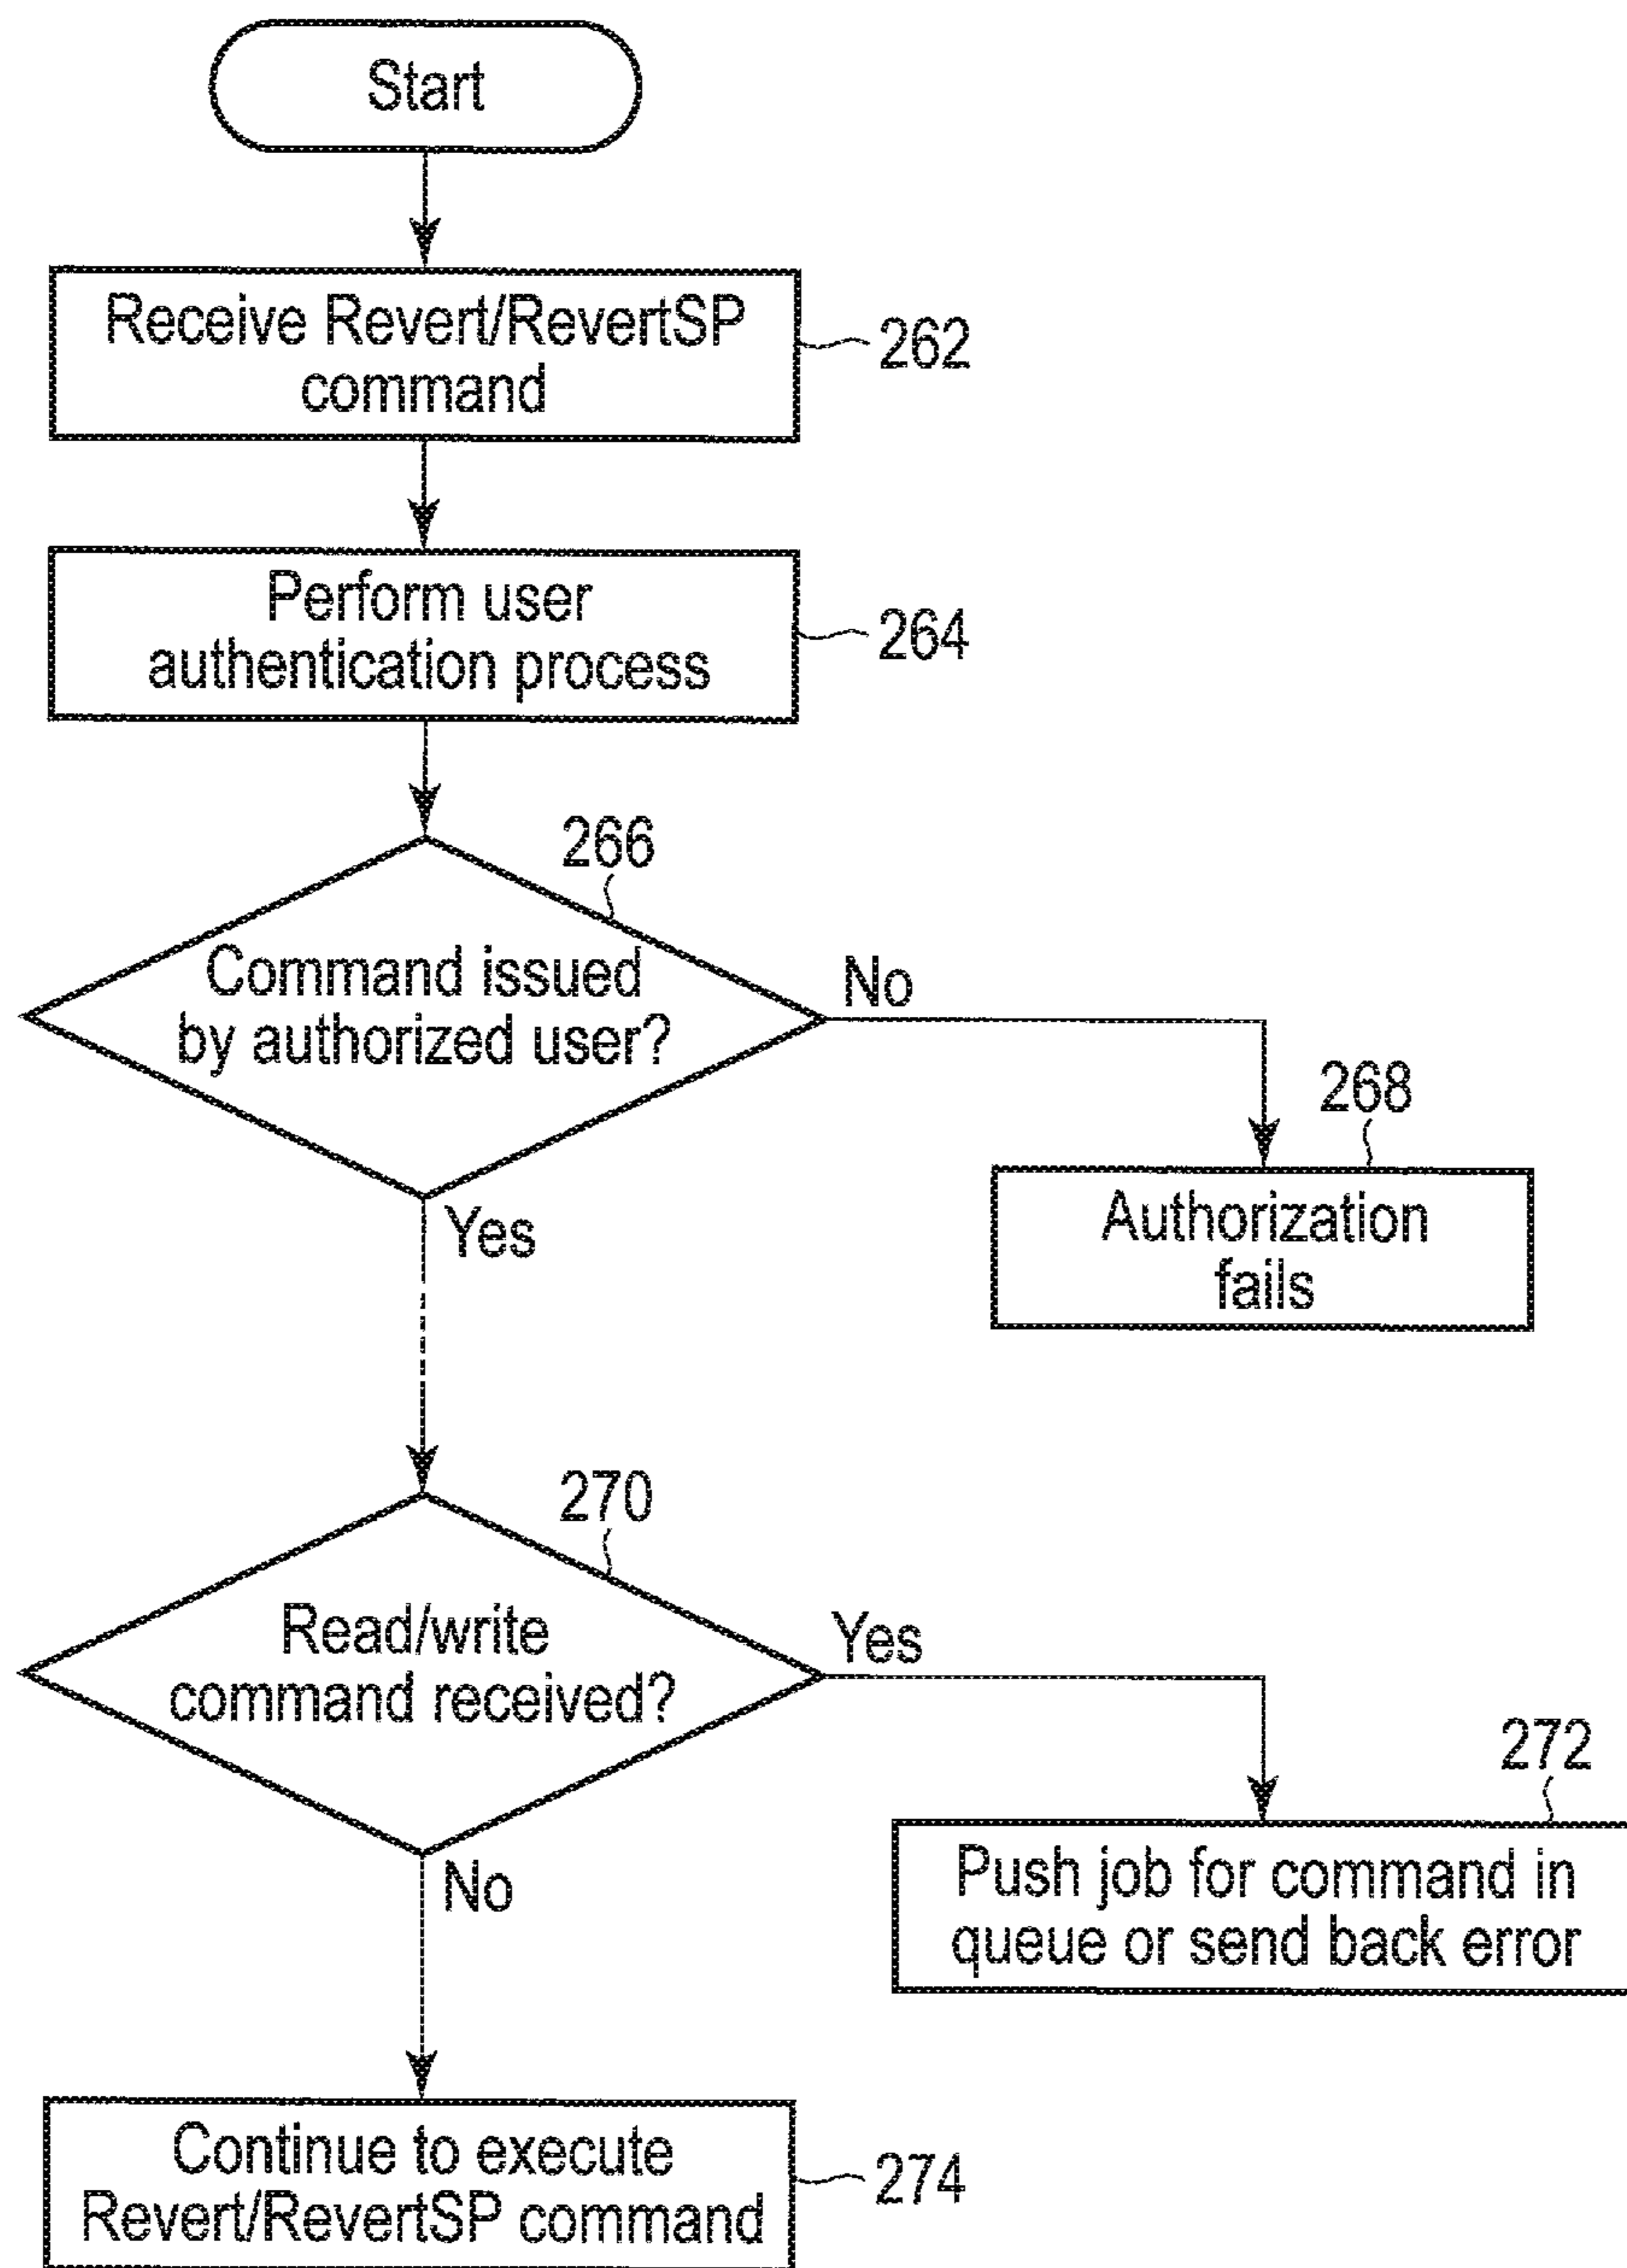 Start
Receive Revert/RevertSP
command
262
Perform user
authentication process
264
266
Command issued
by authorized user?
No
Yes
268
Authorization
fails
270
Read/write
command received?
Yes
No
272
Push job for command in
queue or send back error
Continue to execute
Revert/RevertSP command
274